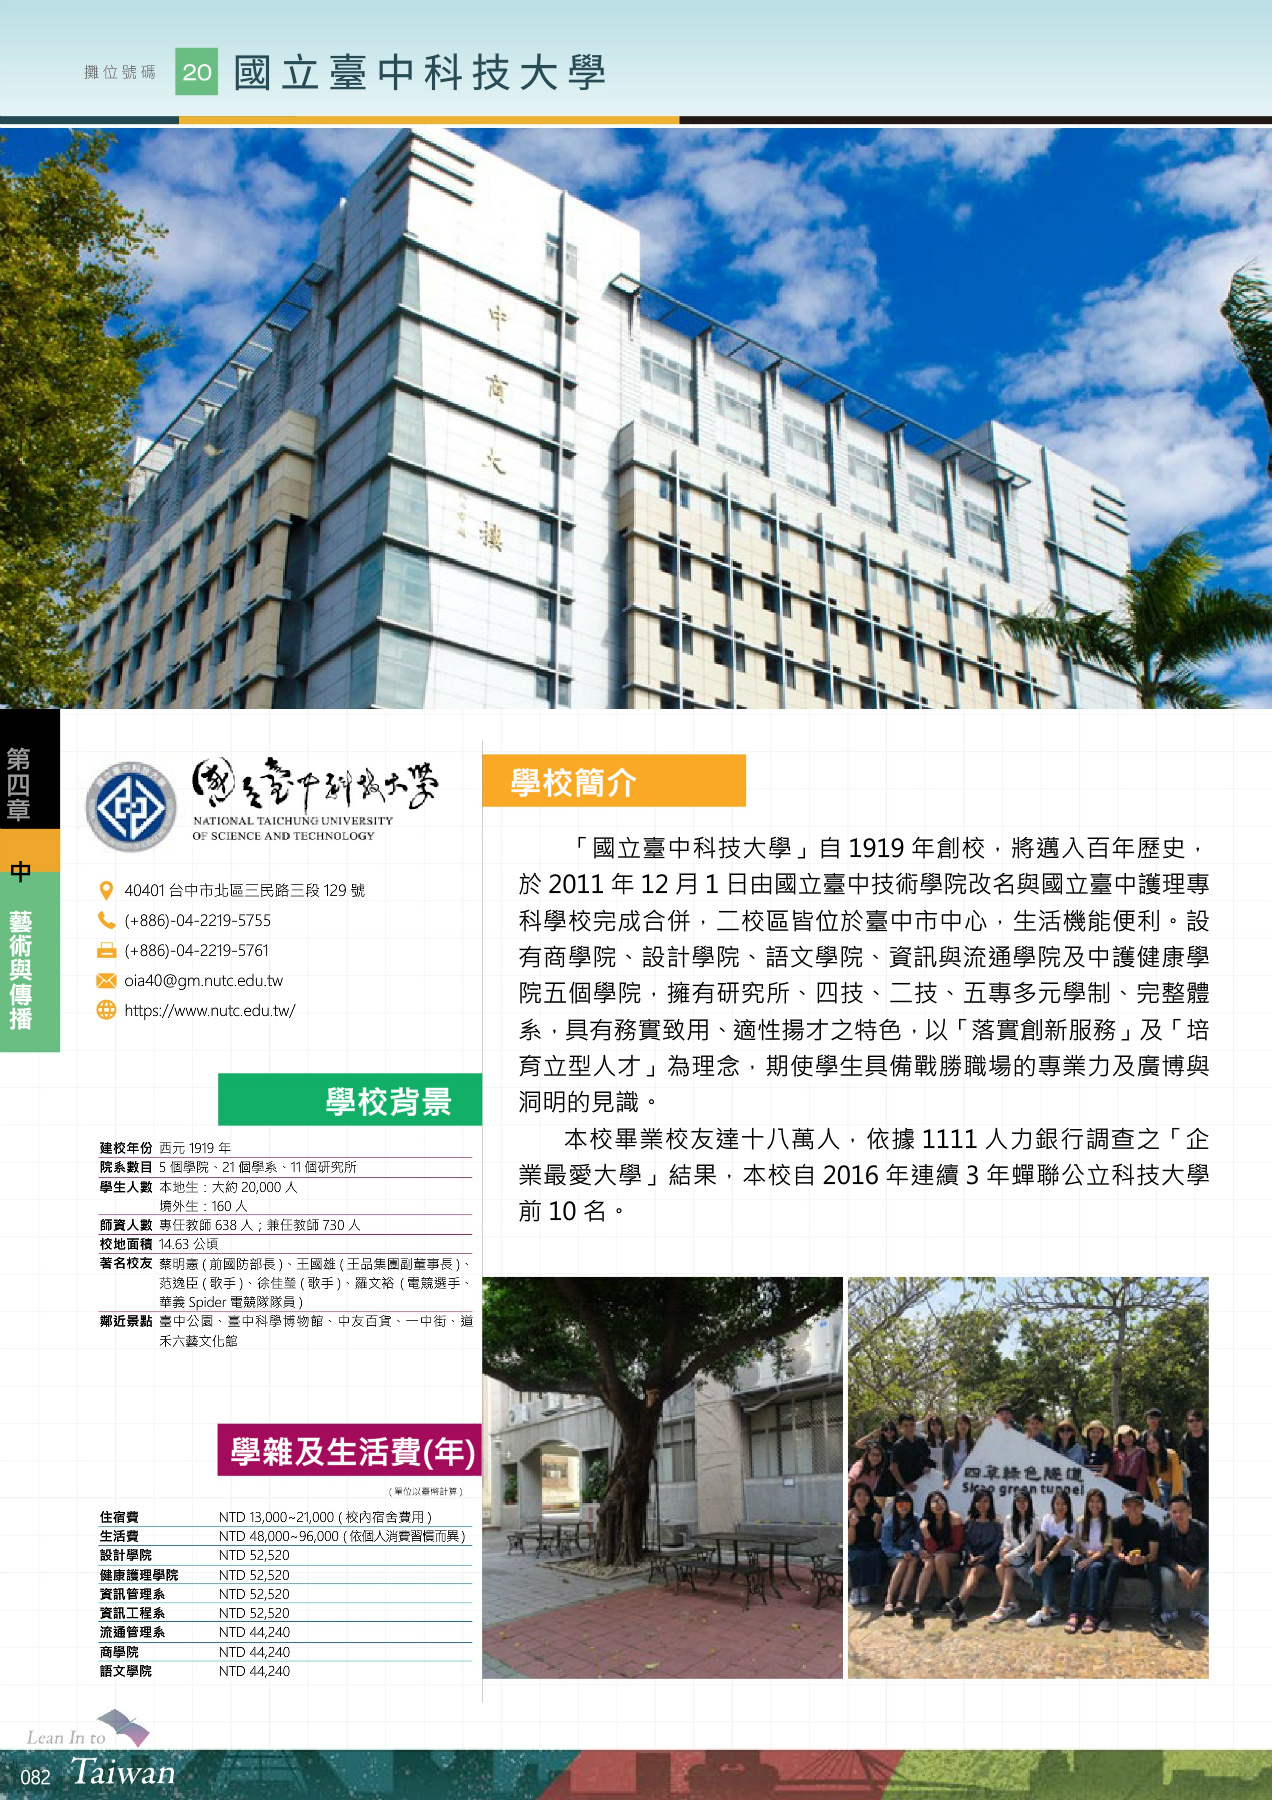 攤位號碼 20 國立臺中科技大學
中
商
大
樓
第四章
中
藝術與傳播
國立臺中科技大學
NATIONAL TAICHUNG UNIVERSITY
OF SCIENCE AND TECHNOLOGY
40401 台中市北區三民路三段 129 號
(+886)-04-2219-5755
(+886)-04-2219-5761
oia40@gm.nutc.edu.tw
https://www.nutc.edu.tw/
學校背景
建校年份 西元 1919 年
院系數目 5 個學院、21 個學系、11 個研究所
學生人數 本地生：大約 20,000 人
境外生：160 人
師資人數 專任教師 638 人；兼任教師 730 人
校地面積 14.63 公頃
著名校友 蔡明憲 ( 前國防部長 )、王國雄 ( 王品集團副董事長 )、
范逸臣 ( 歌手 )、徐佳瑩 ( 歌手 )、羅文裕 ( 電競選手、
華義 Spider 電競隊隊員 )
鄰近景點 臺中公園、臺中科學博物館、中友百貨、一中街、道
禾六藝文化館
學雜及生活費(年)
( 單位以臺幣計算 )
住宿費 NTD 13,000~21,000 ( 校內宿舍費用 )
生活費 NTD 48,000~96,000 ( 依個人消費習慣而異 )
設計學院 NTD 52,520
健康護理學院 NTD 52,520
資訊管理系 NTD 52,520
資訊工程系 NTD 52,520
流通管理系 NTD 44,240
商學院 NTD 44,240
語文學院 NTD 44,240
學校簡介
「國立臺中科技大學」自 1919 年創校，將邁入百年歷史，
於 2011 年 12 月 1 日由國立臺中技術學院改名與國立臺中護理專
科學校完成合併，二校區皆位於臺中市中心，生活機能便利。設
有商學院、設計學院、語文學院、資訊與流通學院及中護健康學
院五個學院，擁有研究所、四技、二技、五專多元學制、完整體
系，具有務實致用、適性揚才之特色，以「落實創新服務」及「培
育立型人才」為理念，期使學生具備戰勝職場的專業力及廣博與
洞明的見識。
本校畢業校友達十八萬人，依據 1111 人力銀行調查之「企
業最愛大學」結果，本校自 2016 年連續 3 年蟬聯公立科技大學
前 10 名。
四草綠色隧道
Sicao green tunnel
Lean In to
Taiwan
082